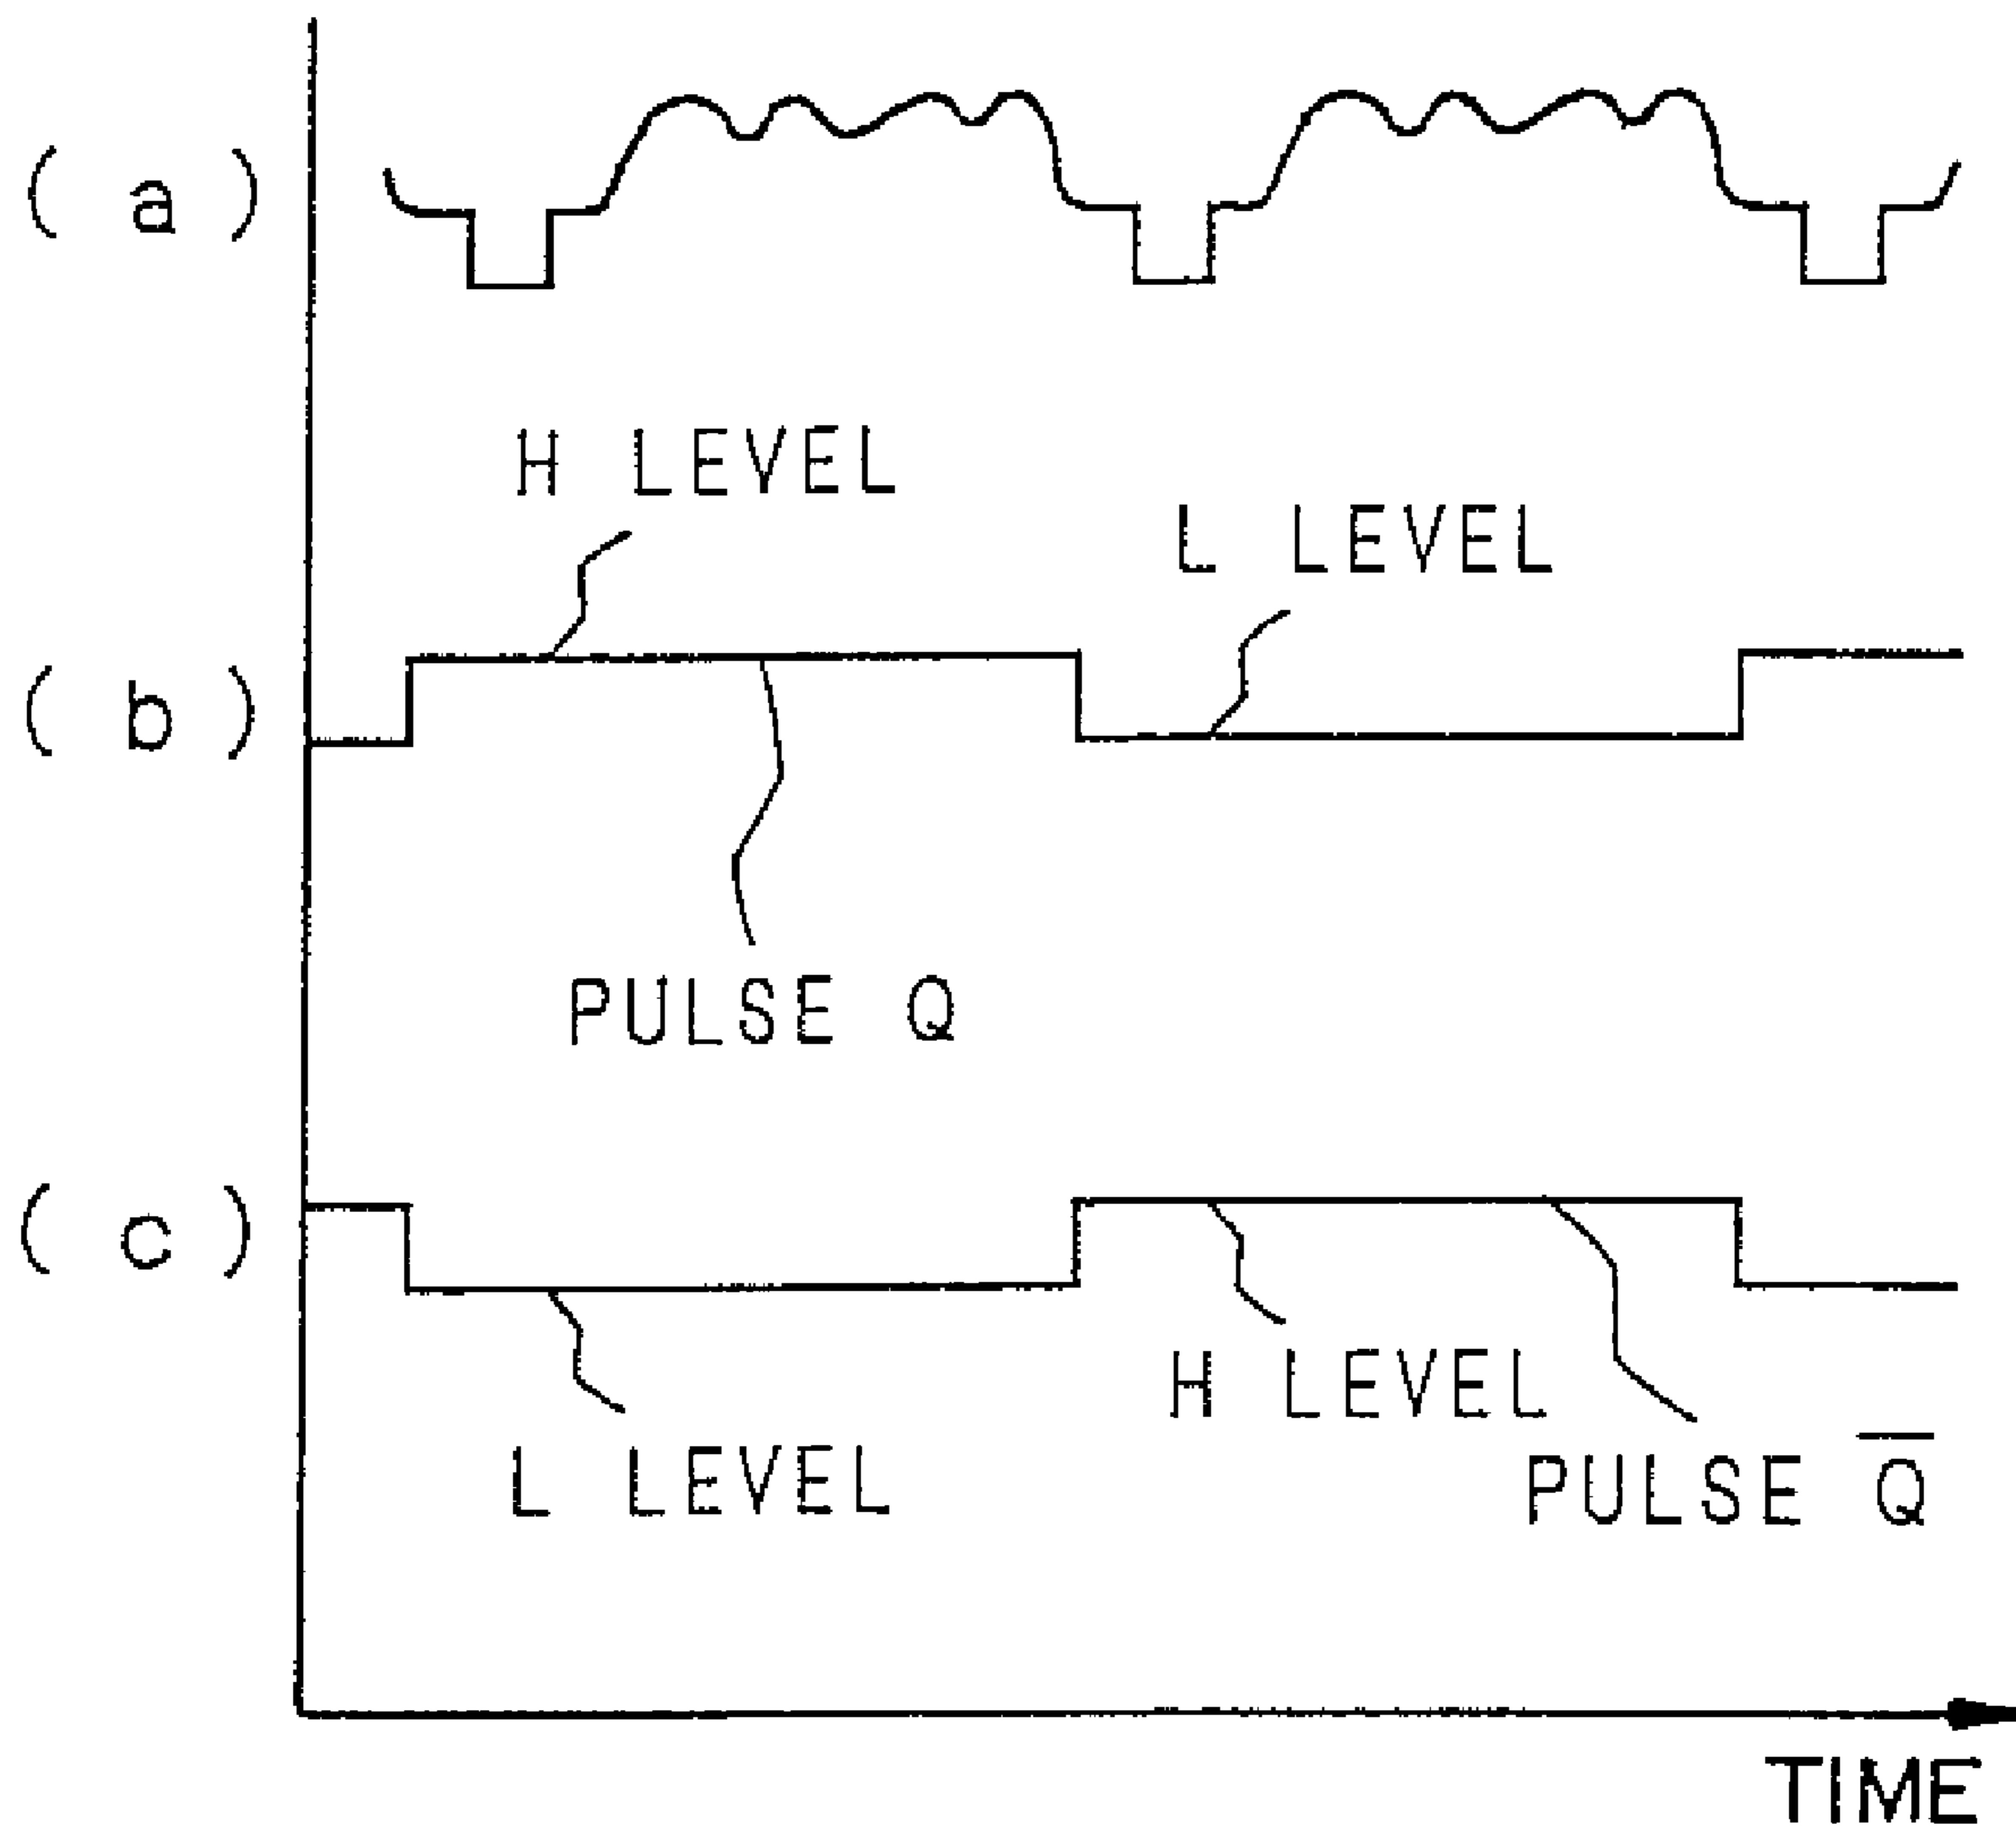 ( a )
H LEVEL
L LEVEL
( b )
PULSE Q
( c )
H LEVEL
L LEVEL
PULSE Q̅
TIME